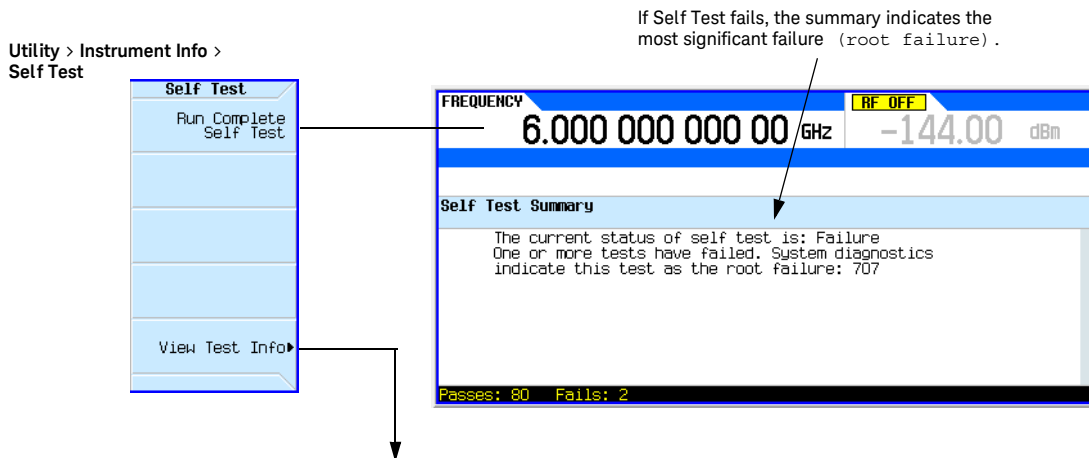 If Self Test fails, the summary indicates the
most significant failure (root failure).
Utility > Instrument Info >
Self Test
Self Test
Run Complete
Self Test
View Test Info
FREQUENCY
6.000 000 000 00 GHz
RF OFF
-144.00 dBm
Self Test Summary
The current status of self test is: Failure
One or more tests have failed. System diagnostics
indicate this test as the root failure: 707
Passes: 80 Fails: 2